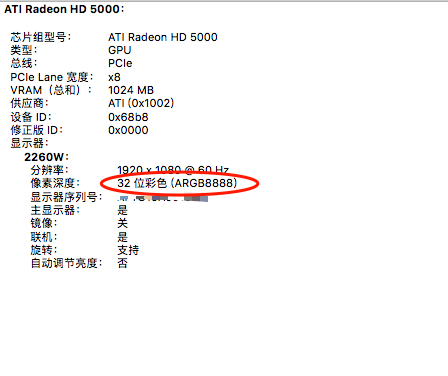 ATI Radeon HD 5000：
芯片组型号： ATI Radeon HD 5000
类型： GPU
总线： PCIe
PCIe Lane 宽度： x8
VRAM（总和）： 1024 MB
供应商： ATI (0x1002)
设备 ID： 0x68b8
修正版 ID： 0x0000
显示器：
2260W：
分辨率： 1920 x 1080 @ 60 Hz
像素深度： 32 位彩色 (ARGB8888)
显示器序列号：
主显示器： 是
镜像： 关
联机： 是
旋转： 支持
自动调节亮度： 否